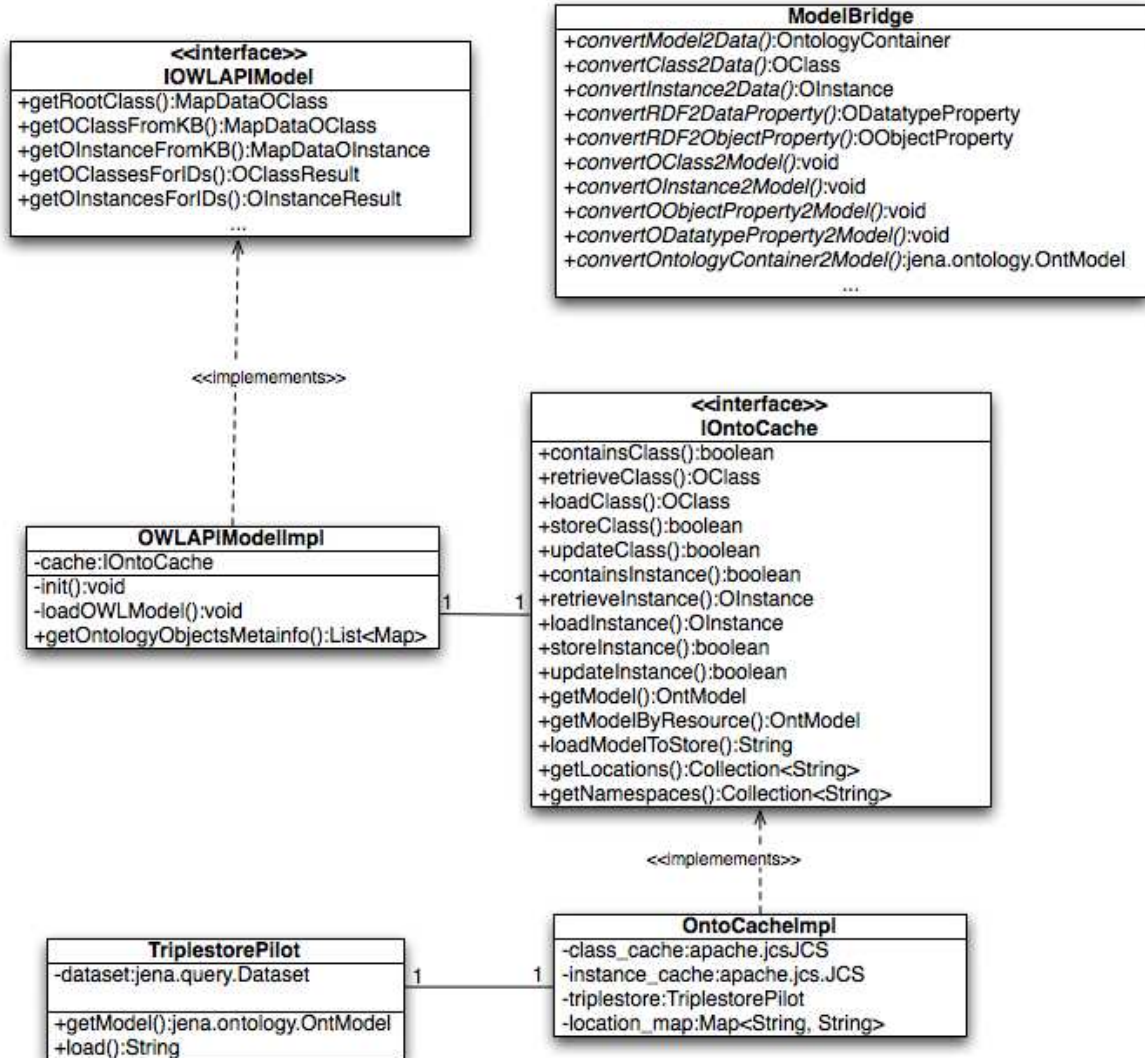 <<interface>>
IOWLAPIModel
+getRootClass():MapDataOClass
+getOClassFromKB():MapDataOClass
+getOInstanceFromKB():MapDataOInstance
+getOClassesForIDs():OClassResult
+getOInstancesForIDs():OInstanceResult
...
ModelBridge
+convertModel2Data():OntologyContainer
+convertClass2Data():OClass
+convertInstance2Data():OInstance
+convertRDF2DataProperty():ODatatypeProperty
+convertRDF2ObjectProperty():OObjectProperty
+convertOClass2Model():void
+convertOInstance2Model():void
+convertOObjectProperty2Model():void
+convertODatatypeProperty2Model():void
+convertOntologyContainer2Model():jena.ontology.OntModel
...
<<implemements>>
<<interface>>
IOntoCache
+containsClass():boolean
+retrieveClass():OClass
+loadClass():OClass
+storeClass():boolean
+updateClass():boolean
+containsInstance():boolean
+retrieveInstance():OInstance
+loadInstance():OInstance
+storeInstance():boolean
+updateInstance():boolean
+getModel():OntModel
+getModelByResource():OntModel
+loadModelToStore():String
+getLocations():Collection<String>
+getNamespaces():Collection<String>
OWLAPIModelImpl
-cache:IOntoCache
-init():void
-loadOWLModel():void
+getOntologyObjectsMetainfo():List<Map>
1 1
<<implemements>>
TriplestorePilot
-dataset:jena.query.Dataset
+getModel():jena.ontology.OntModel
+load():String
1 1
OntoCacheImpl
-class_cache:apache.jcsJCS
-instance_cache:apache.jcs.JCS
-triplestore:TriplestorePilot
-location_map:Map<String, String>